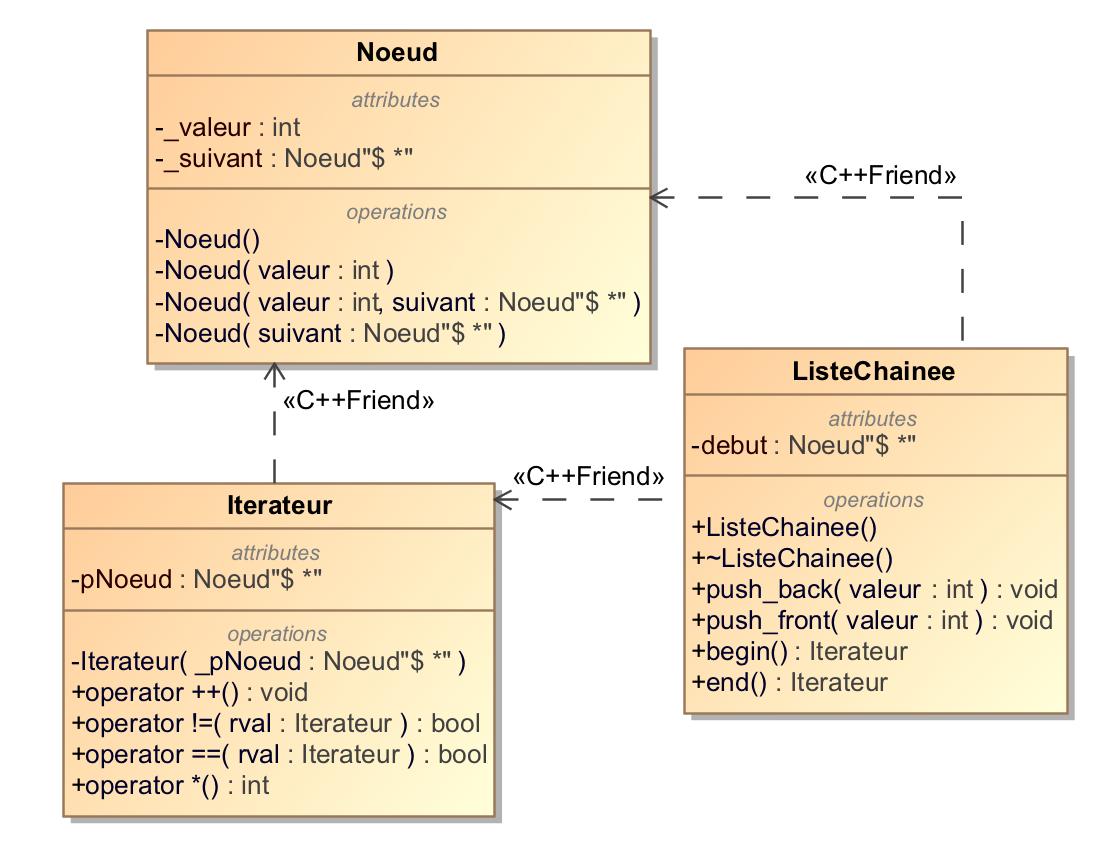 Noeud
attributes
-_valeur : int
-_suivant : Noeud"$ *"
operations
-Noeud()
-Noeud( valeur : int )
-Noeud( valeur : int, suivant : Noeud"$ *" )
-Noeud( suivant : Noeud"$ *" )
«C++Friend»
«C++Friend»
«C++Friend»
ListeChainee
attributes
-debut : Noeud"$ *"
operations
+ListeChainee()
+~ListeChainee()
+push_back( valeur : int ) : void
+push_front( valeur : int ) : void
+begin() : Iterateur
+end() : Iterateur
Iterateur
attributes
-pNoeud : Noeud"$ *"
operations
-Iterateur( _pNoeud : Noeud"$ *" )
+operator ++() : void
+operator !=( rval : Iterateur ) : bool
+operator ==( rval : Iterateur ) : bool
+operator *() : int